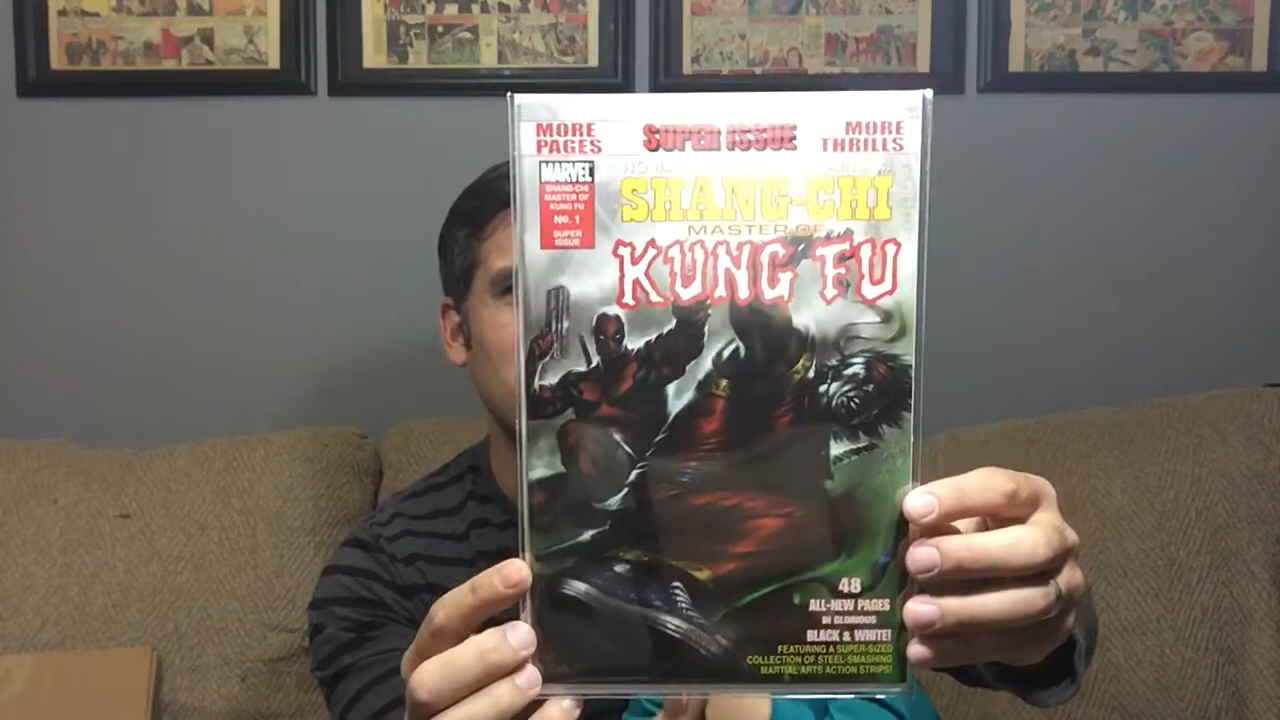 MORE PAGES
SUPER ISSUE
MORE THRILLS
MARVEL
SHANG-CHI
MASTER OF
KUNG FU
No. 1
SUPER
ISSUE
SHANG-CHI
MASTER OF
KUNG FU
48
ALL-NEW PAGES
IN GLORIOUS
BLACK & WHITE!
FEATURING A SUPER-SIZED
COLLECTION OF STEEL-SMASHING
MARTIAL ARTS ACTION STRIPS!